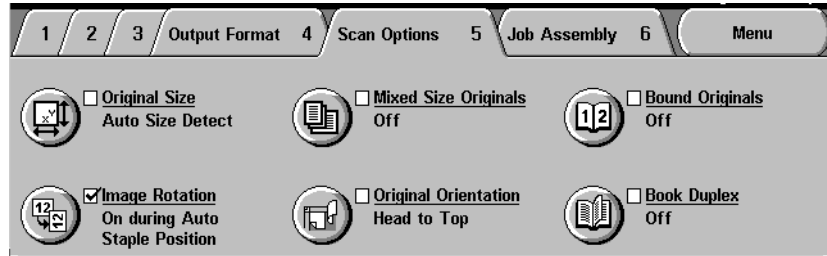 1 2 3 Output Format 4 Scan Options 5 Job Assembly 6 Menu
Original Size
Auto Size Detect
Mixed Size Originals
Off
Bound Originals
Off
Image Rotation
On during Auto
Staple Position
Original Orientation
Head to Top
Book Duplex
Off